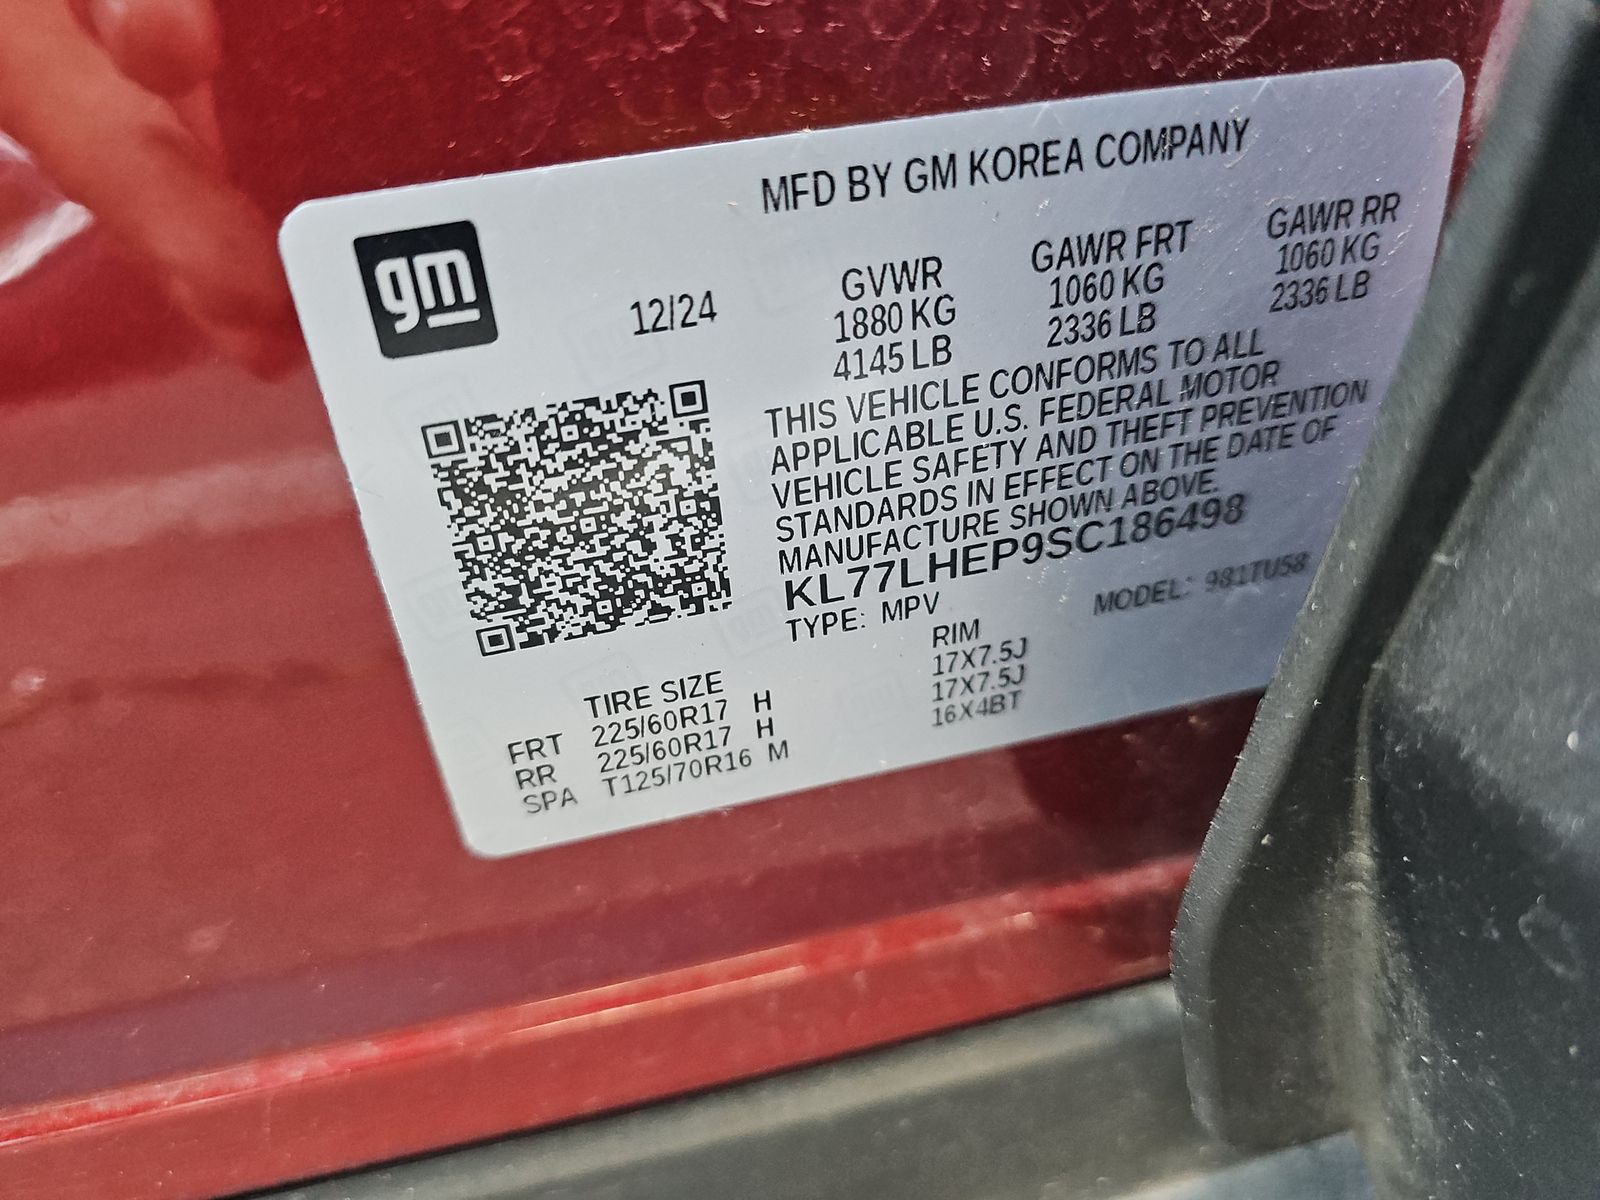 MFD BY GM KOREA COMPANY
gm
12/24
GVWR
1880 KG
4145 LB
GAWR FRT
1060 KG
2336 LB
GAWR RR
1060 KG
2336 LB
THIS VEHICLE CONFORMS TO ALL
APPLICABLE U.S. FEDERAL MOTOR
VEHICLE SAFETY AND THEFT PREVENTION
STANDARDS IN EFFECT ON THE DATE OF
MANUFACTURE SHOWN ABOVE.
KL77LHEP9SC186498
TYPE: MPV MODEL: 981TU58
TIRE SIZE RIM
FRT 225/60R17 H 17X7.5J
RR 225/60R17 H 17X7.5J
SPA T125/70R16 M 16X4BT